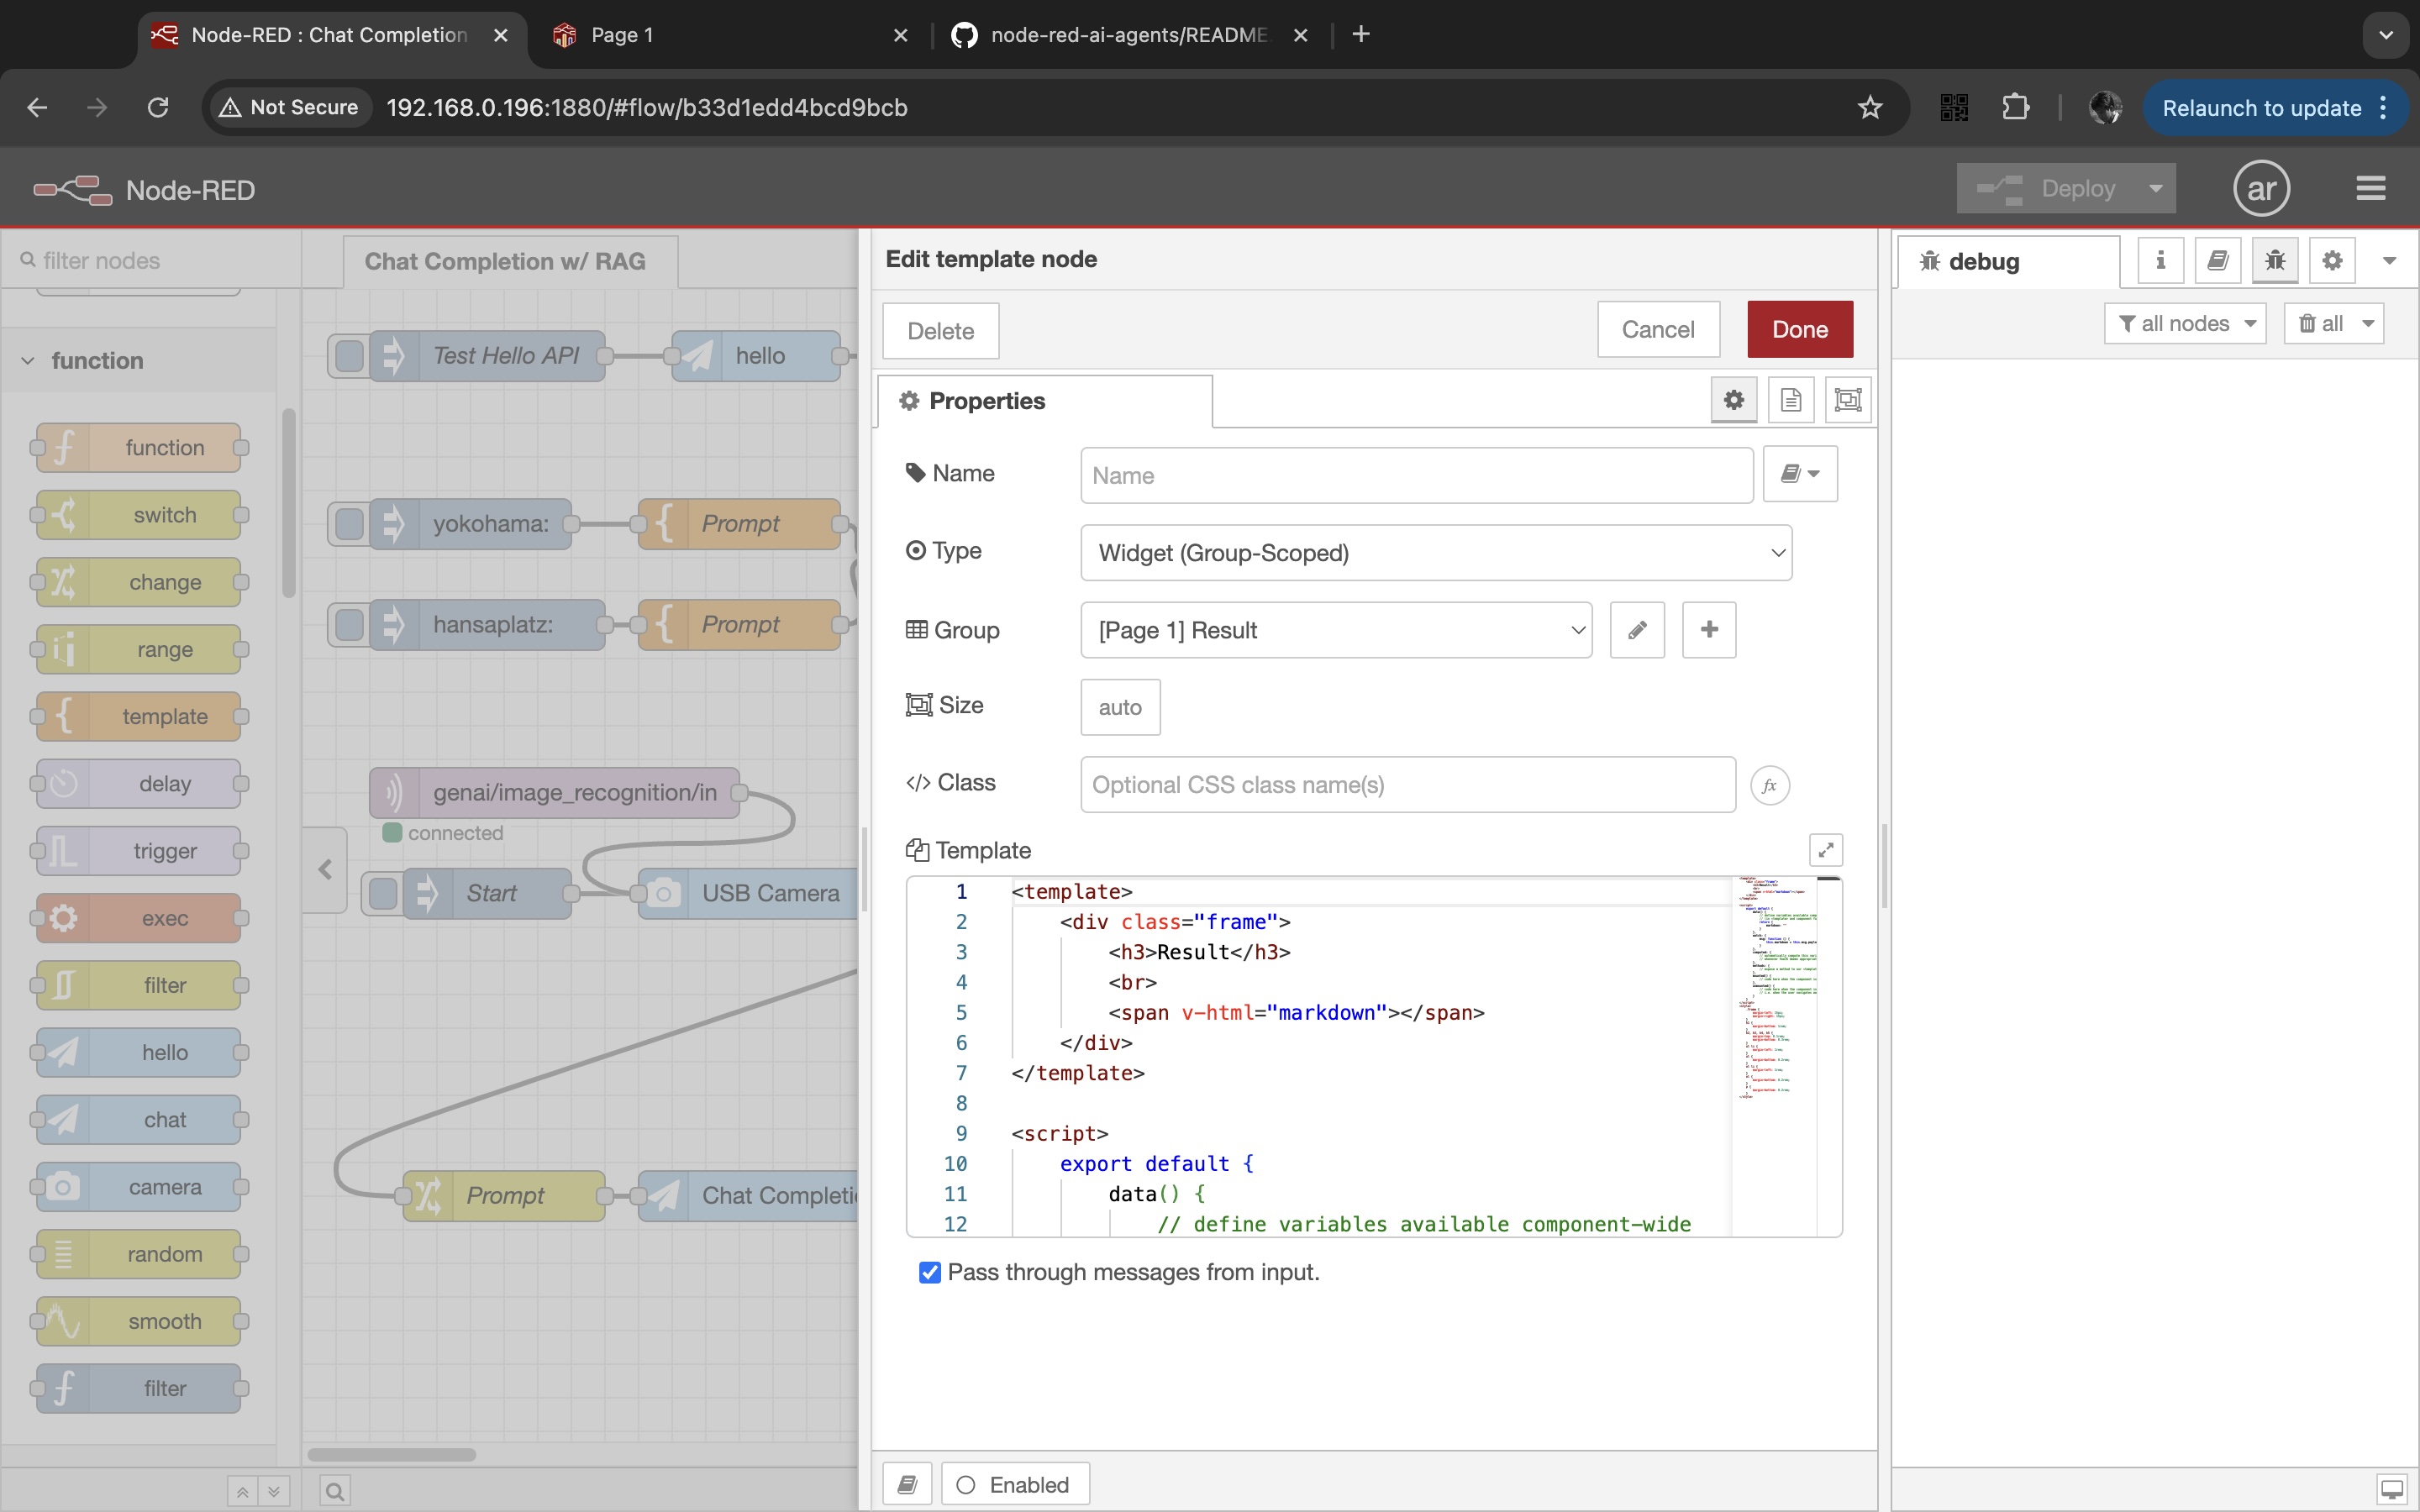 Node-RED : Chat Completion
Page 1
node-red-ai-agents/README
Not Secure
192.168.0.196:1880/#flow/b33d1edd4bcd9bcb
Relaunch to update
Node-RED
Deploy
ar
filter nodes
function
function
switch
change
range
template
delay
trigger
exec
filter
hello
chat
camera
random
smooth
filter
Chat Completion w/ RAG
Test Hello API
hello
yokohama:
Prompt
hansaplatz:
Prompt
genai/image_recognition/in
connected
Start
USB Camera
Prompt
Chat Completi
Edit template node
Delete
Cancel
Done
Properties
Name
Name
Type
Widget (Group-Scoped)
Group
[Page 1] Result
Size
auto
</> Class
Optional CSS class name(s)
fx
Template
1 <template>
2 <div class="frame">
3 <h3>Result</h3>
4 <br>
5 <span v-html="markdown"></span>
6 </div>
7 </template>
8
9 <script>
10 export default {
11 data() {
12 // define variables available component-wide
Pass through messages from input.
Enabled
debug
i
all nodes
all